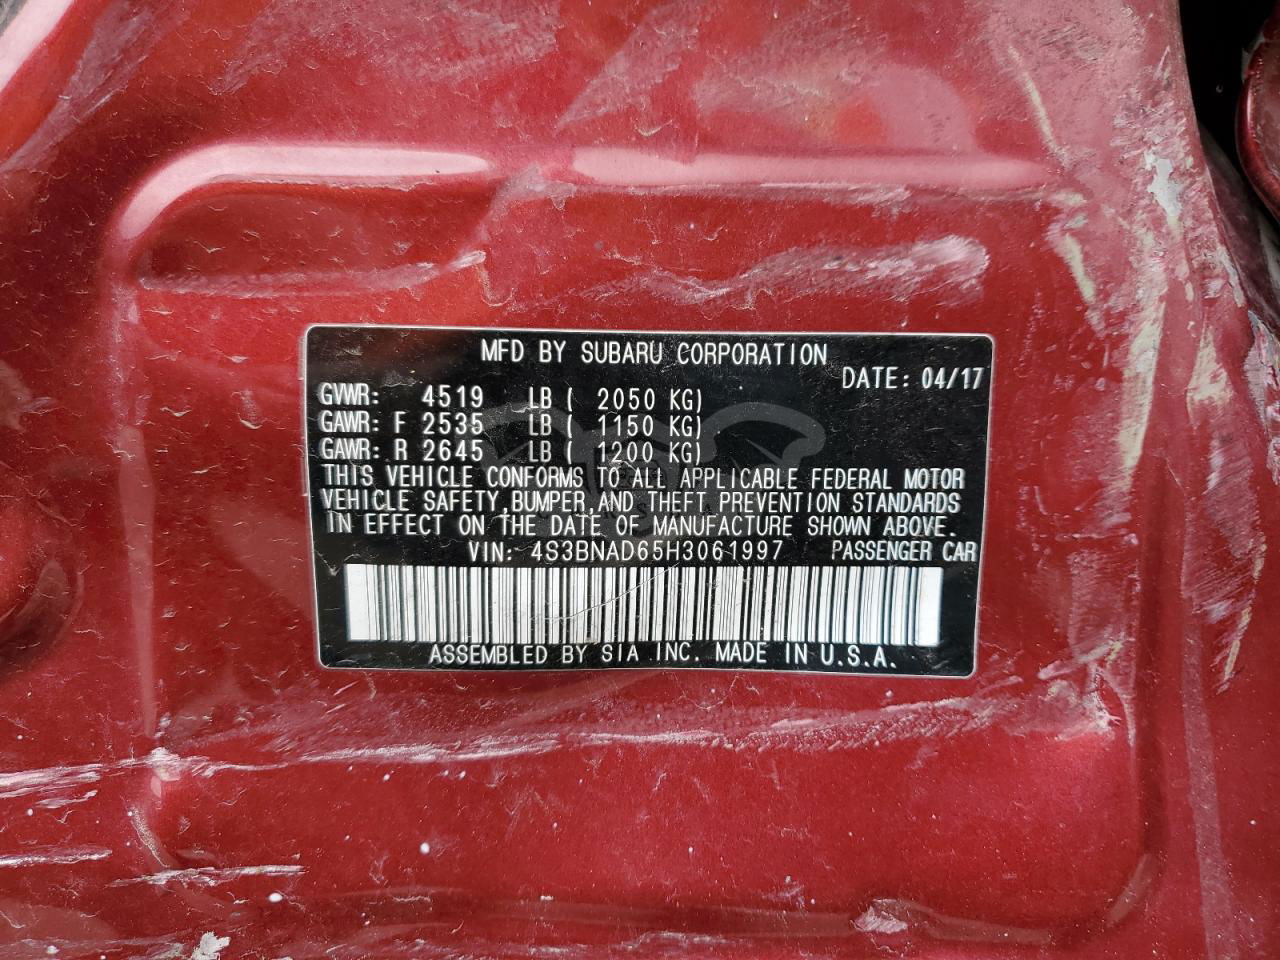 MFD BY SUBARU CORPORATION
DATE: 04/17
GVWR: 4519 LB ( 2050 KG)
GAWR: F 2535 LB ( 1150 KG)
GAWR: R 2645 LB ( 1200 KG)
THIS VEHICLE CONFORMS TO ALL APPLICABLE FEDERAL MOTOR
VEHICLE SAFETY,BUMPER,AND THEFT PREVENTION STANDARDS
IN EFFECT ON THE DATE OF MANUFACTURE SHOWN ABOVE.
VIN: 4S3BNAD65H3061997 PASSENGER CAR
ASSEMBLED BY SIA INC. MADE IN U.S.A.